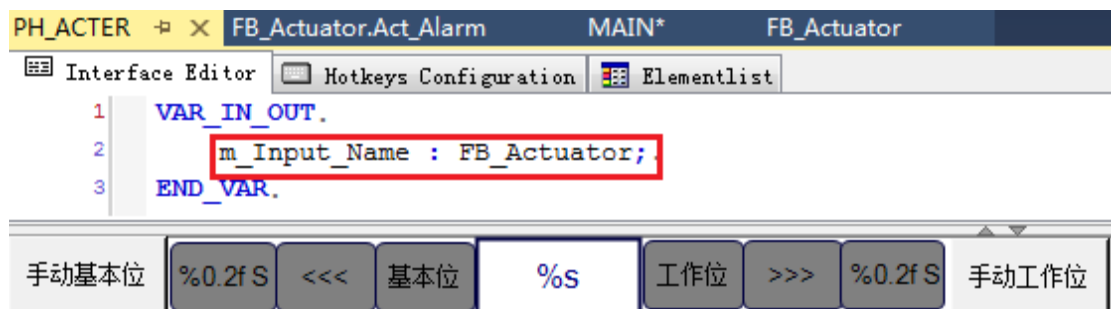 PH_ACTER FB_Actuator.Act_Alarm MAIN* FB_Actuator
Interface Editor Hotkeys Configuration Elementlist
1 VAR_IN_OUT.
2 m_Input_Name : FB_Actuator;.
3 END_VAR.
手动基本位 %0.2f S <<< 基本位 %s 工作位 >>> %0.2f S 手动工作位